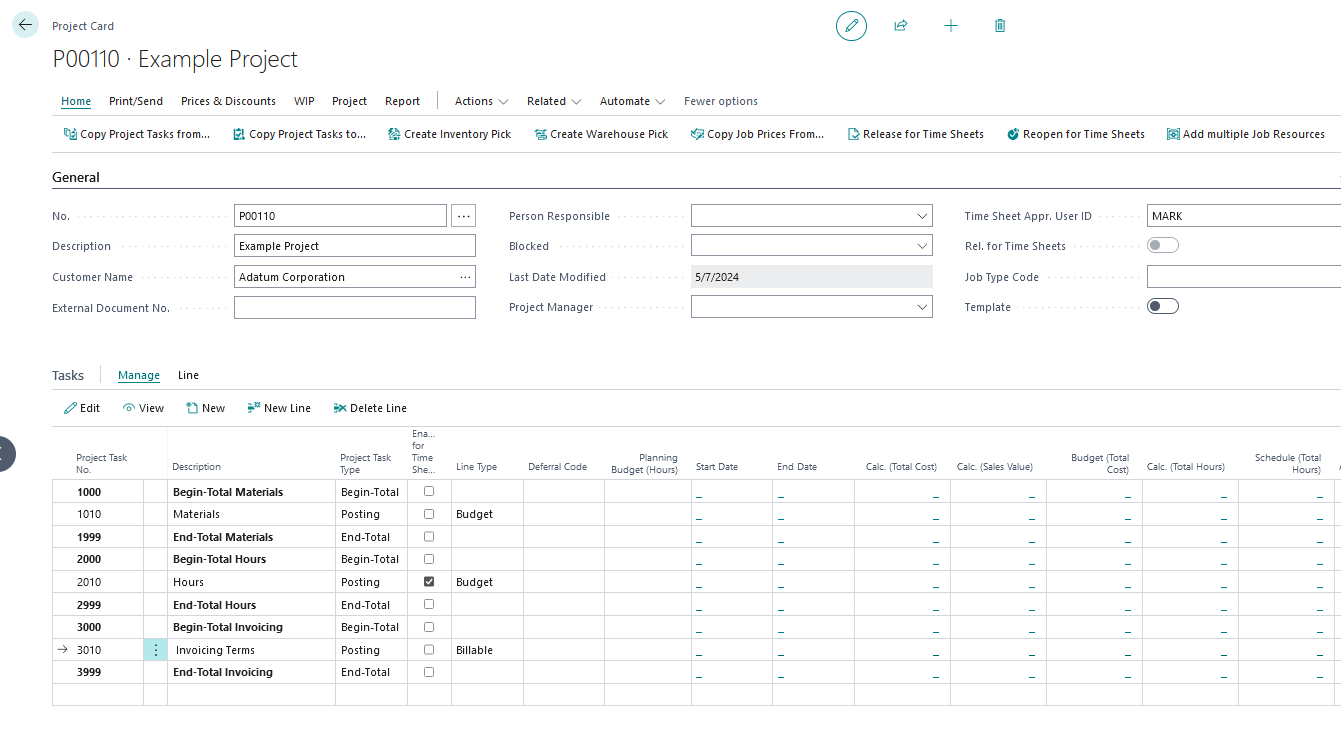 Project Card
P00110 · Example Project
Home Print/Send Prices & Discounts WIP Project Report Actions Related Automate Fewer options
Copy Project Tasks from... Copy Project Tasks to... Create Inventory Pick Create Warehouse Pick Copy Job Prices From... Release for Time Sheets Reopen for Time Sheets Add multiple Job Resources
General
No. P00110 ... Person Responsible Time Sheet Appr. User ID MARK
Description Example Project Blocked Rel. for Time Sheets
Customer Name Adatum Corporation ... Last Date Modified 5/7/2024 Job Type Code
External Document No. Project Manager Template
Tasks Manage Line
Edit View New New Line Delete Line
Project Task No. Description Project Task Type Ena... for Time She... Line Type Deferral Code Planning Budget (Hours) Start Date End Date Calc. (Total Cost) Calc. (Sales Value) Budget (Total Cost) Calc. (Total Hours) Schedule (Total Hours)
1000 Begin-Total Materials Begin-Total _ _ _ _ _ _ _
1010 Materials Posting Budget _ _ _ _ _ _ _
1999 End-Total Materials End-Total _ _ _ _ _ _ _
2000 Begin-Total Hours Begin-Total _ _ _ _ _ _ _
2010 Hours Posting Budget _ _ _ _ _ _ _
2999 End-Total Hours End-Total _ _ _ _ _ _ _
3000 Begin-Total Invoicing Begin-Total _ _ _ _ _ _ _
3010 Invoicing Terms Posting Billable _ _ _ _ _ _ _
3999 End-Total Invoicing End-Total _ _ _ _ _ _ _